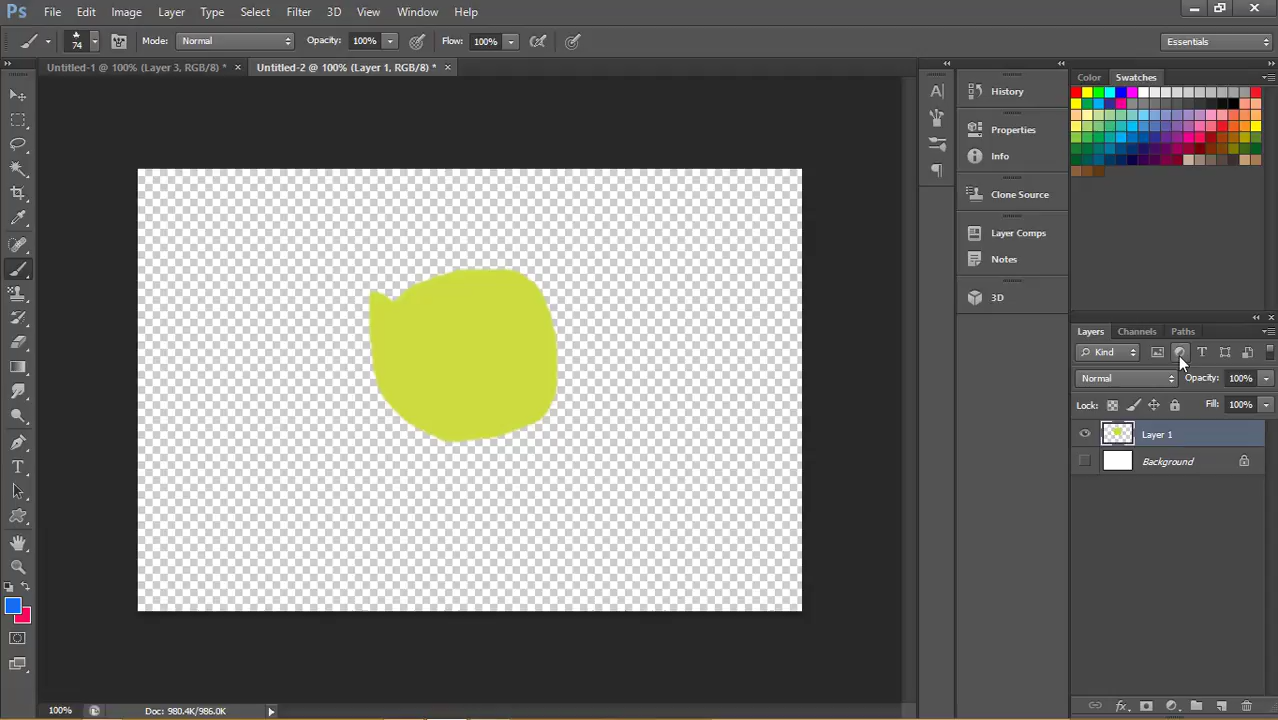 Ps File Edit Image Layer Type Select Filter 3D View Window Help
74 Mode: Normal Opacity: 100% Flow: 100% Essentials
Untitled-1 @ 100% (Layer 3, RGB/8) * × Untitled-2 @ 100% (Layer 1, RGB/8) * ×
Color Swatches
History
Properties
Info
Clone Source
Layer Comps
Notes
3D
Layers Channels Paths
Kind
Normal Opacity: 100%
Lock: Fill: 100%
Layer 1
Background
100% Doc: 980.4K/986.0K